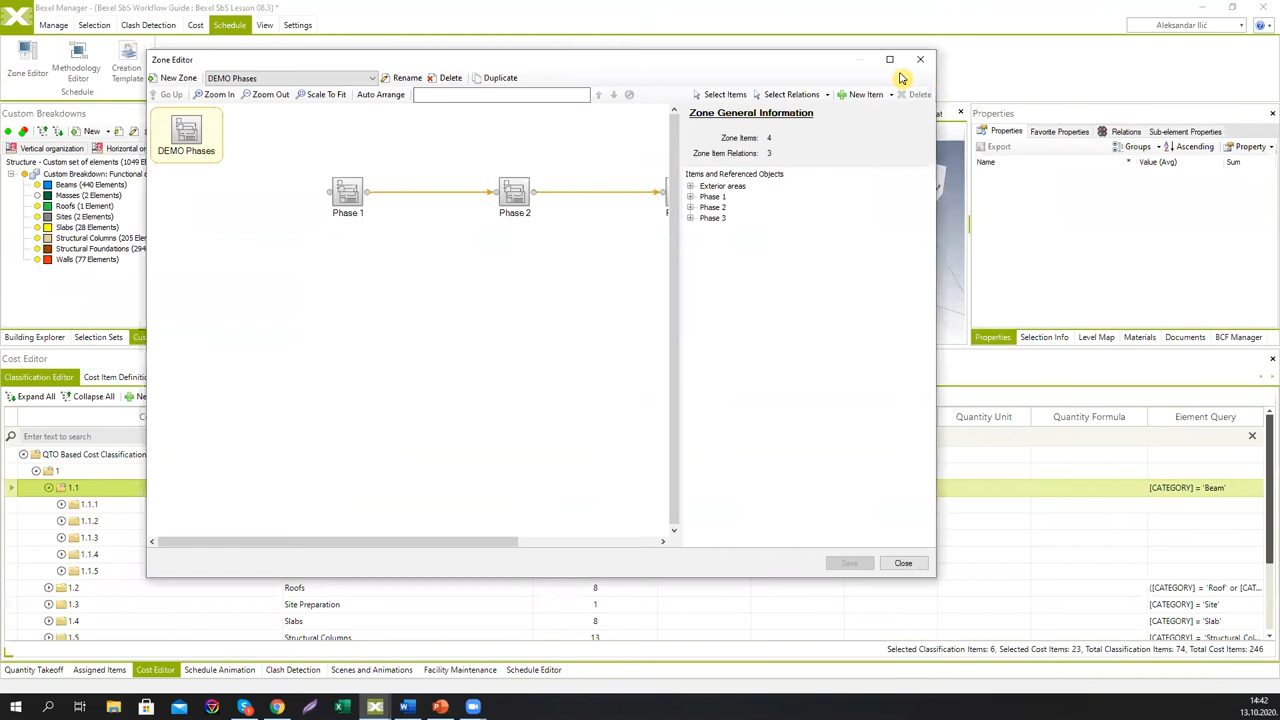 Bexel Manager - [Bexel SbS Workflow Guide : Bexel SbS Lesson 08.3] *
Manage Selection Clash Detection Cost Schedule View Settings
Aleksandar Ilić
Zone Editor Methodology Editor Creation Template
Schedule
Zone Editor
New Zone DEMO Phases Rename Delete Duplicate
Go Up Zoom In Zoom Out Scale To Fit Auto Arrange Select Items Select Relations New Item Delete
DEMO Phases
Phase 1
Phase 2
Zone General Information
Zone Items: 4
Zone Item Relations: 3
Items and Referenced Objects
Exterior areas
Phase 1
Phase 2
Phase 3
Save Close
Custom Breakdowns
New
Vertical organization
Structure - Custom set of elements (1049
Custom Breakdown: Functional
Beams (440 Elements)
Masses (2 Elements)
Roofs (1 Element)
Sites (2 Elements)
Slabs (28 Elements)
Structural Columns (205
Structural Foundations (294
Walls (77 Elements)
Building Explorer Selection Sets
Properties
Properties Favorite Properties Relations Sub-element Properties
Export Groups Ascending Property
Name * Value (Avg) Sum
Properties Selection Info Level Map Materials Documents BCF Manager
Cost Editor
Classification Editor Cost Item Definiti
Expand All Collapse All
Quantity Unit Quantity Formula Element Query
Enter text to search
QTO Based Cost Classification
1
1.1 [CATEGORY] = 'Beam'
1.1.1
1.1.2
1.1.3
1.1.4
1.1.5
1.2 Roofs 8 ([CATEGORY] = 'Roof' or [CAT...
1.3 Site Preparation 1 [CATEGORY] = 'Site'
1.4 Slabs 8 [CATEGORY] = 'Slab'
1.5 Structural Columns 13 [CATEGORY] = 'Structural Col...
Selected Classification Items: 6, Selected Cost Items: 23, Total Classification Items: 74, Total Cost Items: 246
Quantity Takeoff Assigned Items Cost Editor Schedule Animation Clash Detection Scenes and Animations Facility Maintenance Schedule Editor
14:42
13.10.2020.